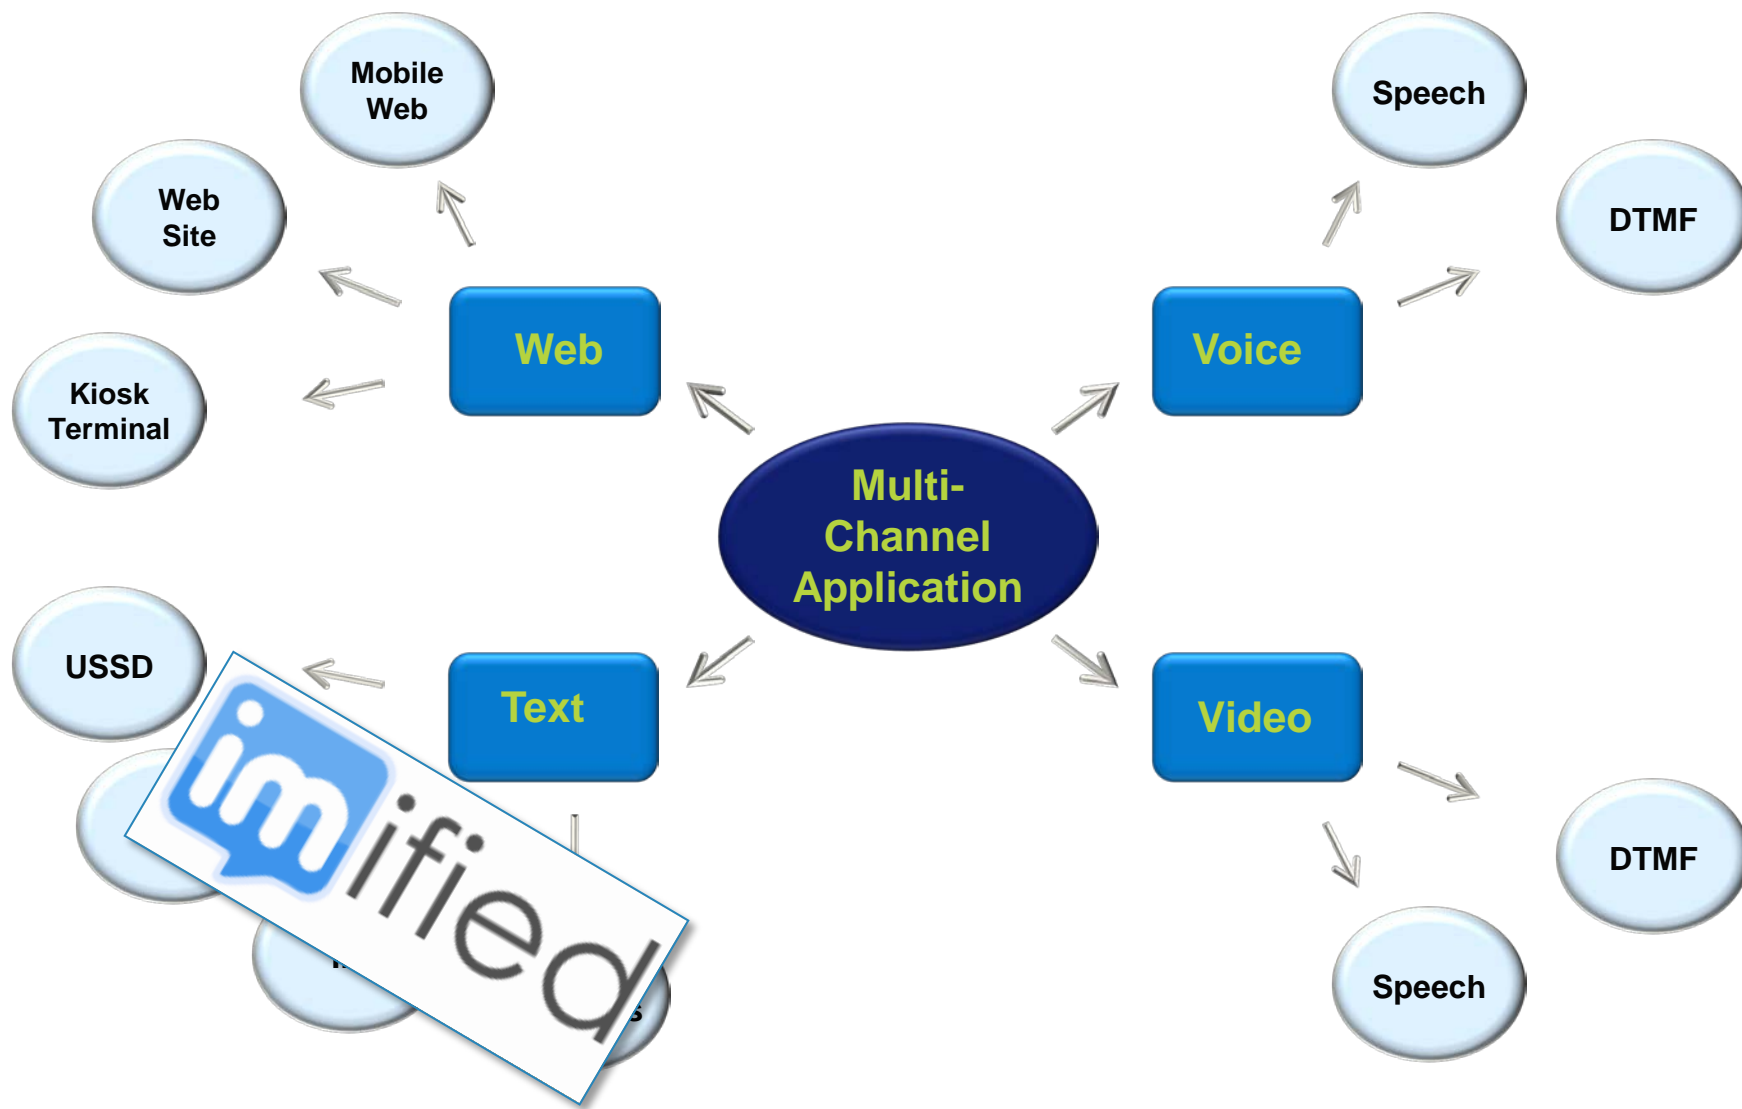 Mobile
Web
Speech
Web
Site
DTMF
Web
Voice
Kiosk
Terminal
Multi-
Channel
Application
USSD
Text
Video
imified
DTMF
Speech